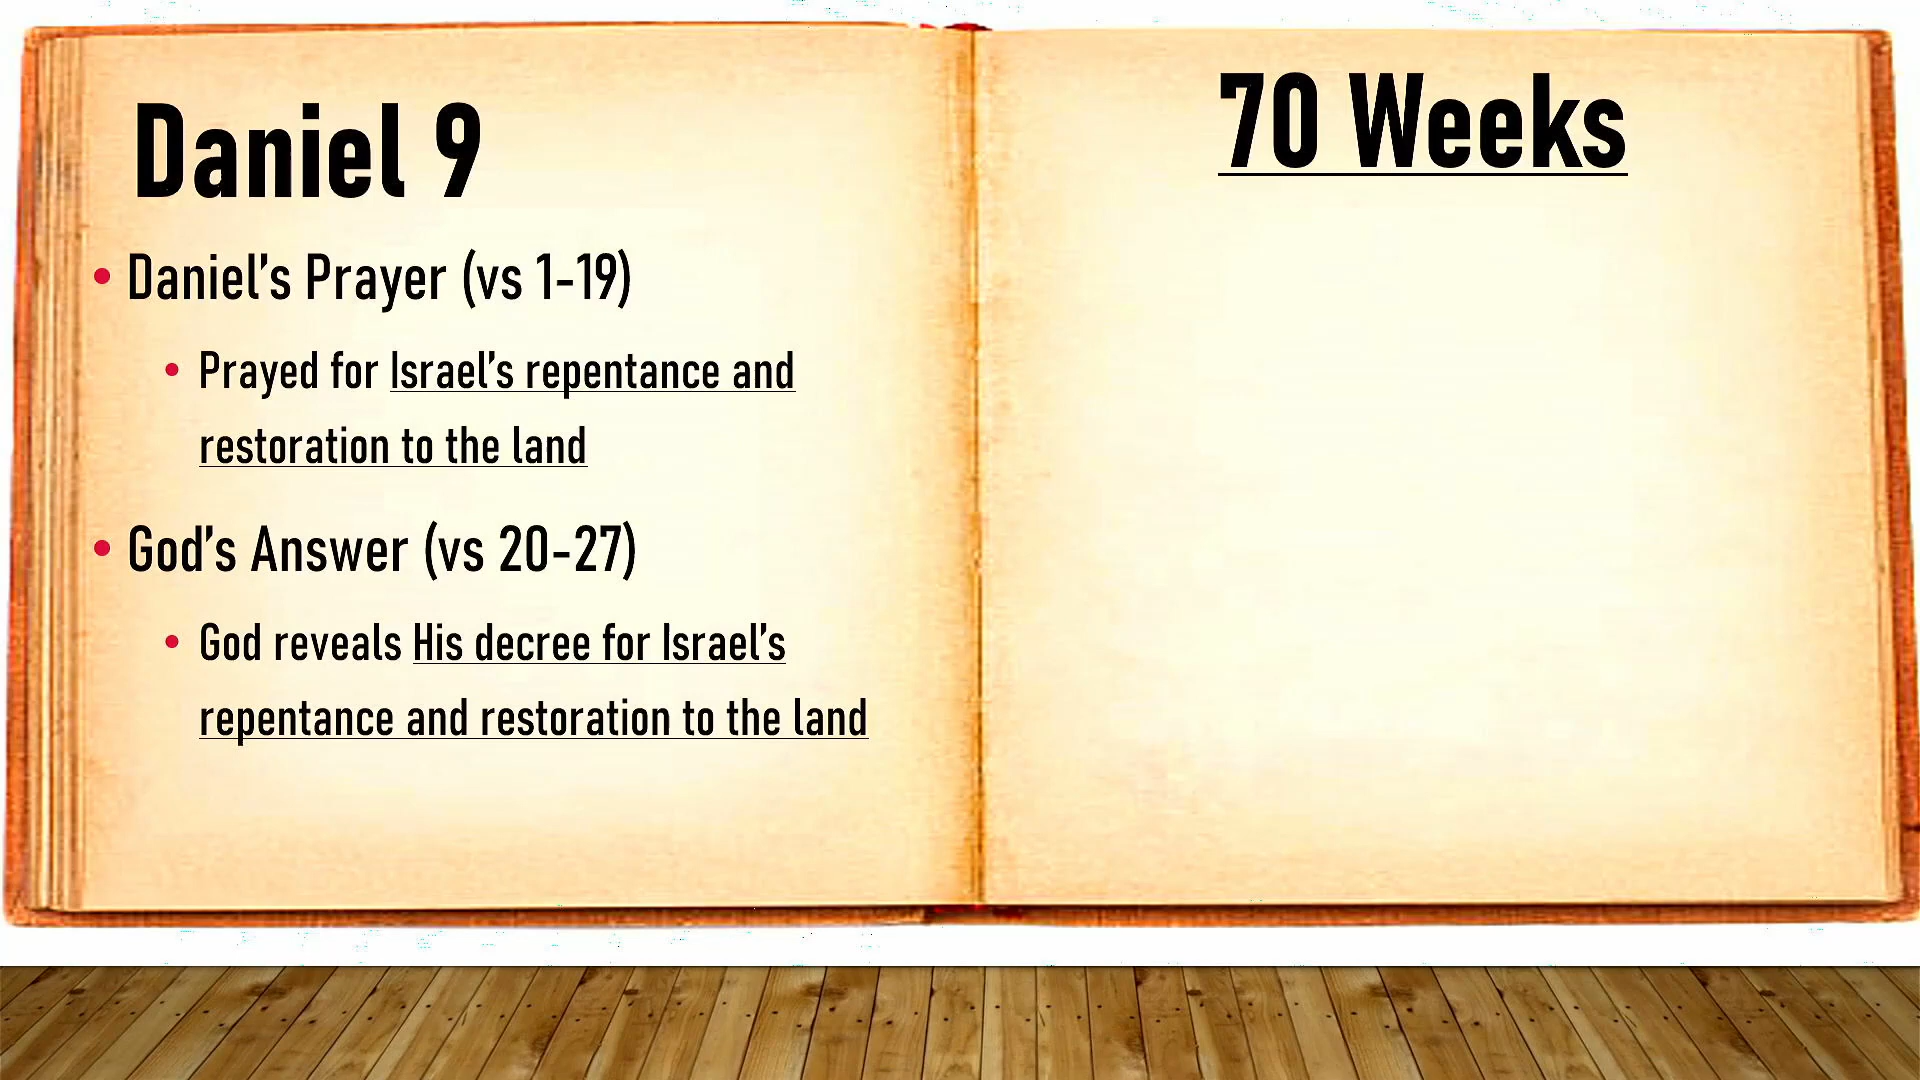 Daniel 9
• Daniel’s Prayer (vs 1-19)
• Prayed for Israel’s repentance and
restoration to the land
• God’s Answer (vs 20-27)
• God reveals His decree for Israel’s
repentance and restoration to the land
70 Weeks